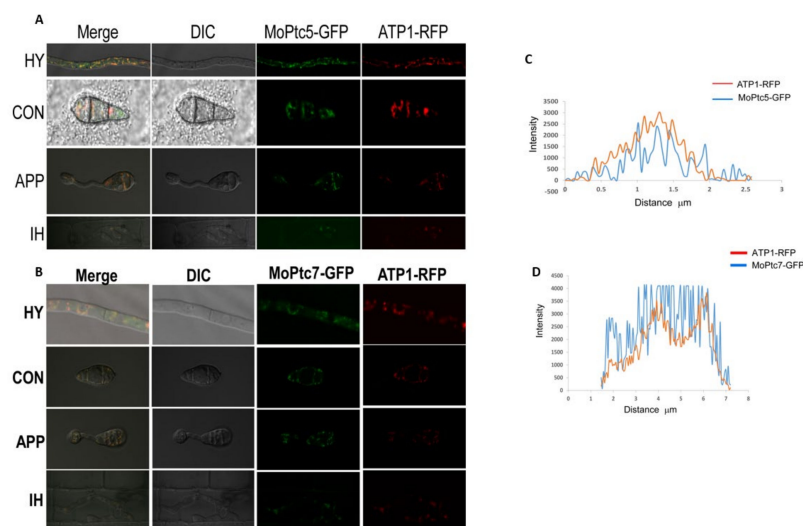 A
Merge DIC MoPtc5-GFP ATP1-RFP
HY
CON
APP
IH
B
Merge DIC MoPtc7-GFP ATP1-RFP
HY
CON
APP
IH
C
ATP1-RFP
MoPtc5-GFP
Intensity
3500
3000
2500
2000
1500
1000
500
0
-500
0 0.5 1 1.5 2 2.5 3
Distance μm
ATP1-RFP
MoPtc7-GFP
D
Intensity
4500
4000
3500
3000
2500
2000
1500
1000
500
0
0 1 2 3 4 5 6 7 8
Distance μm